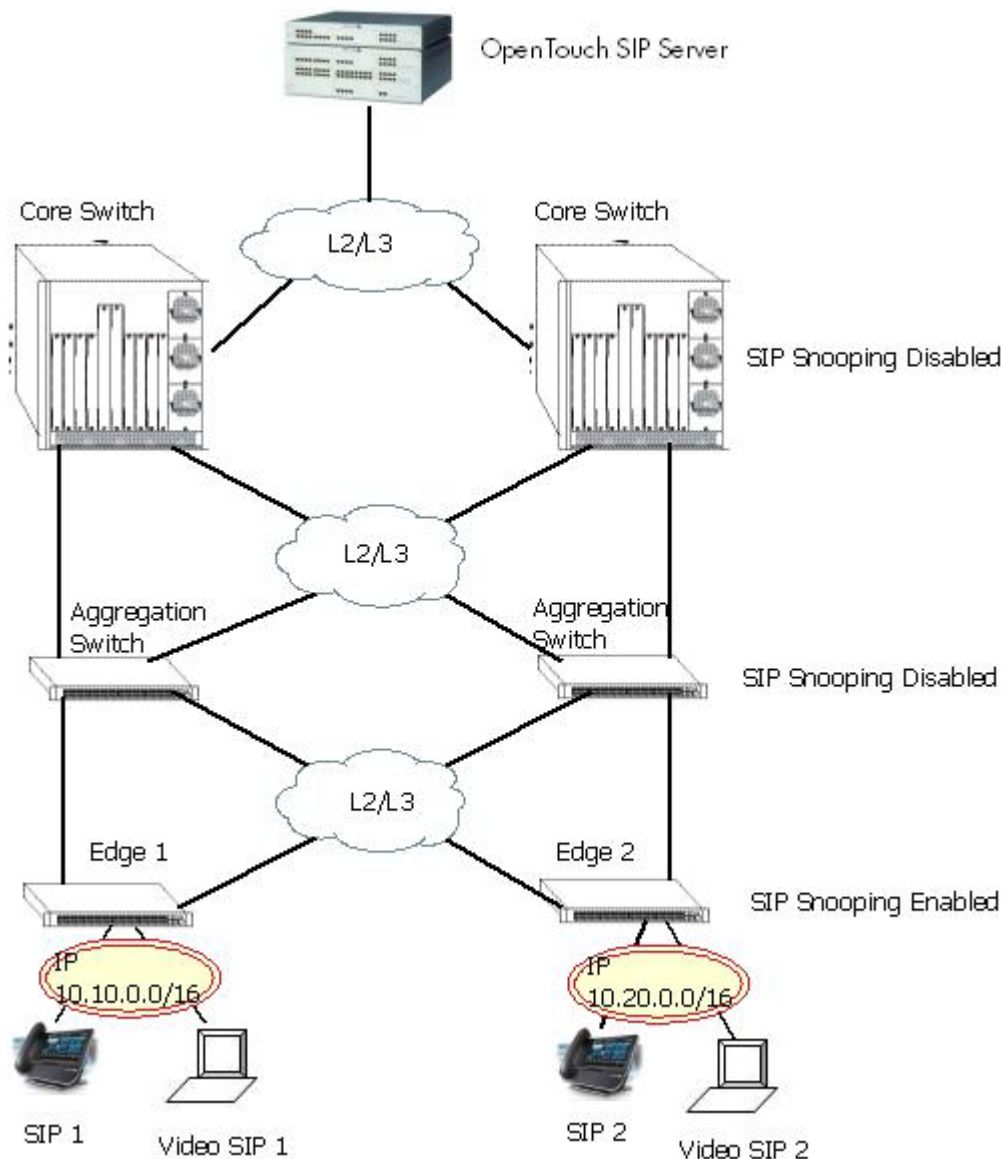 OpenTouch SIP Server
Core Switch
Core Switch
L2/L3
SIP Snooping Disabled
L2/L3
Aggregation
Switch
Aggregation
Switch
SIP Snooping Disabled
L2/L3
Edge 1
Edge 2
SIP Snooping Enabled
IP
10.10.0.0/16
IP
10.20.0.0/16
SIP 1
Video SIP 1
SIP 2
Video SIP 2